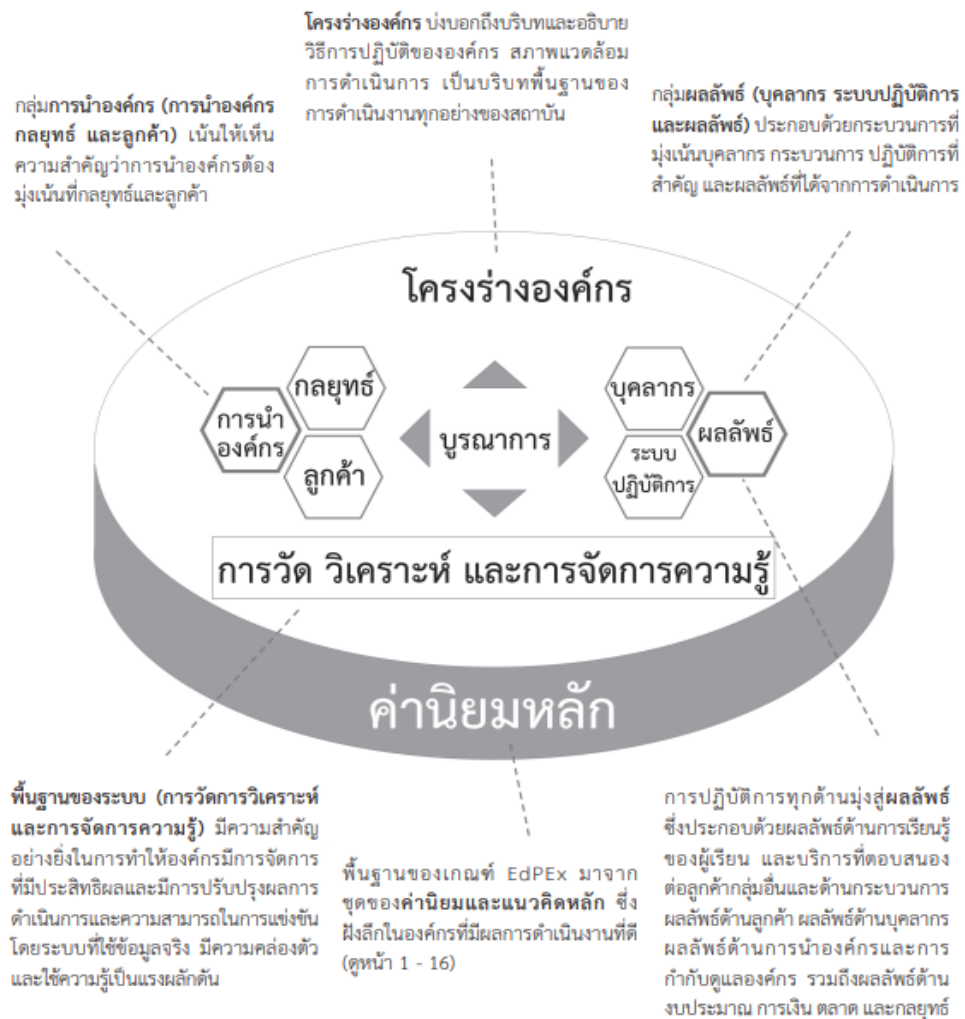 โครงร่างองค์กร บ่งบอกถึงบริบทและอธิบาย
วิธีการปฏิบัติขององค์กร สภาพแวดล้อม
การดำเนินการ เป็นบริบทพื้นฐานของ
การดำเนินงานทุกอย่างของสถาบัน
กลุ่มการนำองค์กร (การนำองค์กร
กลยุทธ์ และลูกค้า) เน้นให้เห็น
ความสำคัญว่าการนำองค์กรต้อง
มุ่งเน้นที่กลยุทธ์และลูกค้า
กลุ่มผลลัพธ์ (บุคลากร ระบบปฏิบัติการ
และผลลัพธ์) ประกอบด้วยกระบวนการที่
มุ่งเน้นบุคลากร กระบวนการ ปฏิบัติการที่
สำคัญ และผลลัพธ์ที่ได้จากการดำเนินการ
โครงร่างองค์กร
กลยุทธ์
การนำ
องค์กร
ลูกค้า
บูรณาการ
บุคลากร
ผลลัพธ์
ระบบ
ปฏิบัติการ
การวัด วิเคราะห์ และการจัดการความรู้
ค่านิยมหลัก
พื้นฐานของระบบ (การวัดการวิเคราะห์
และการจัดการความรู้) มีความสำคัญ
อย่างยิ่งในการทำให้องค์กรมีการจัดการ
ที่มีประสิทธิผลและมีการปรับปรุงผลการ
ดำเนินการและความสามารถในการแข่งขัน
โดยระบบที่ใช้ข้อมูลจริง มีความคล่องตัว
และใช้ความรู้เป็นแรงผลักดัน
พื้นฐานของเกณฑ์ EdPEx มาจาก
ชุดของค่านิยมและแนวคิดหลัก ซึ่ง
ฝังลึกในองค์กรที่มีผลการดำเนินงานที่ดี
(ดูหน้า 1 - 16)
การปฏิบัติการทุกด้านมุ่งสู่ผลลัพธ์
ซึ่งประกอบด้วยผลลัพธ์ด้านการเรียนรู้
ของผู้เรียน และบริการที่ตอบสนอง
ต่อลูกค้ากลุ่มอื่นและด้านกระบวนการ
ผลลัพธ์ด้านลูกค้า ผลลัพธ์ด้านบุคลากร
ผลลัพธ์ด้านการนำองค์กรและการ
กำกับดูแลองค์กร รวมถึงผลลัพธ์ด้าน
งบประมาณ การเงิน ตลาด และกลยุทธ์